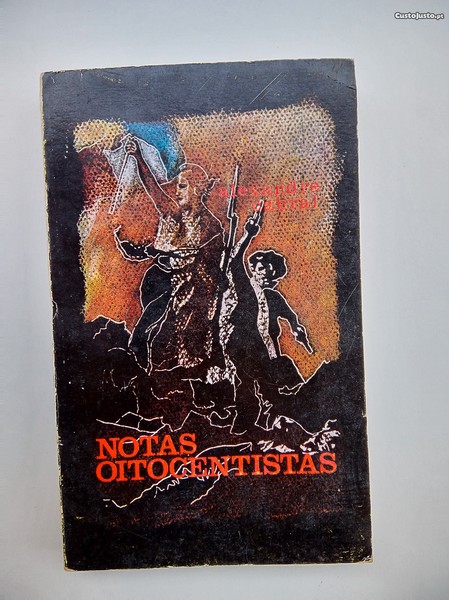 CustoJusto.pt
alexandre
cabral
NOTAS
OITOCENTISTAS